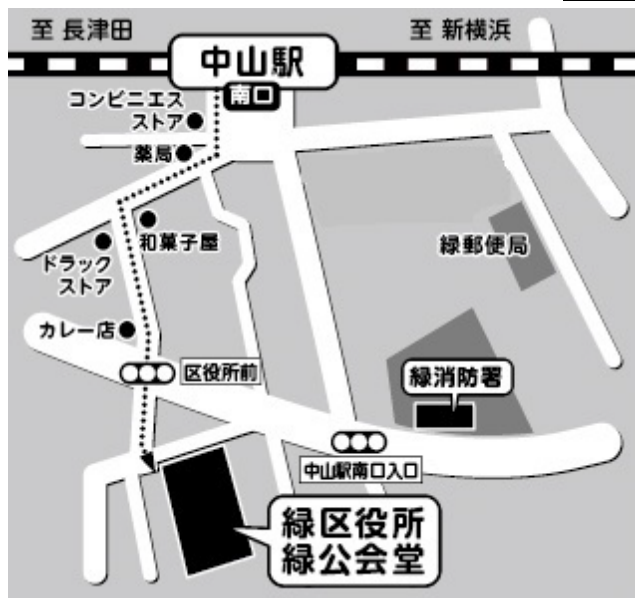 至 長津田
至 新横浜
中山駅
南口
コンビニエス
ストア
薬局
和菓子屋
ドラック
ストア
緑郵便局
カレー店
区役所前
緑消防署
中山駅南口入口
緑区役所
緑公会堂